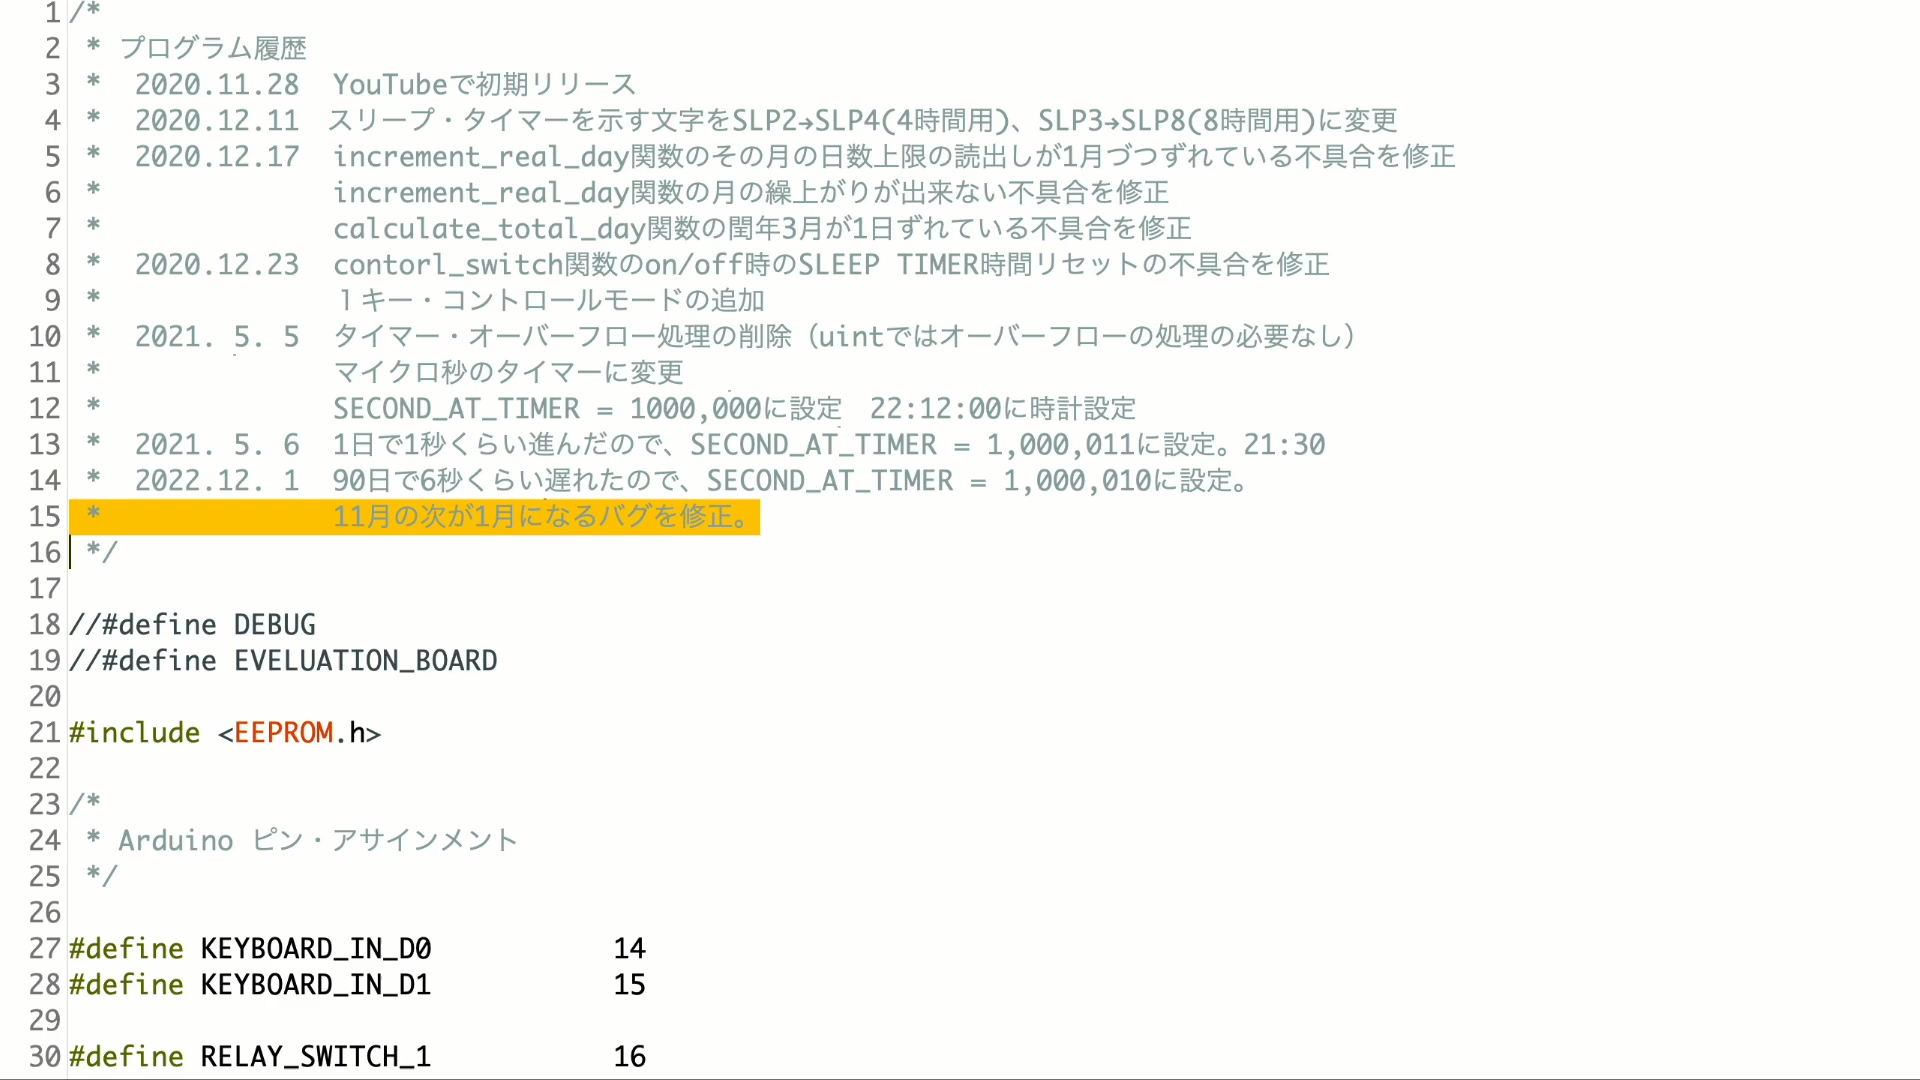 1 /*
2  * プログラム履歴
3  *  2020.11.28  YouTubeで初期リリース
4  *  2020.12.11  スリープ・タイマーを示す文字をSLP2→SLP4(4時間用)、SLP3→SLP8(8時間用)に変更
5  *  2020.12.17  increment_real_day関数のその月の日数上限の読出しが1月づつずれている不具合を修正
6  *              increment_real_day関数の月の繰上がりが出来ない不具合を修正
7  *              calculate_total_day関数の閏年3月が1日ずれている不具合を修正
8  *  2020.12.23  contorl_switch関数のon/off時のSLEEP TIMER時間リセットの不具合を修正
9  *              1キー・コントロールモードの追加
10  *  2021. 5. 5  タイマー・オーバーフロー処理の削除（uintではオーバーフローの処理の必要なし）
11  *              マイクロ秒のタイマーに変更
12  *              SECOND_AT_TIMER = 1000,000に設定　22:12:00に時計設定
13  *  2021. 5. 6  1日で1秒くらい進んだので、SECOND_AT_TIMER = 1,000,011に設定。21:30
14  *  2022.12. 1  90日で6秒くらい遅れたので、SECOND_AT_TIMER = 1,000,010に設定。
15  *              11月の次が1月になるバグを修正。
16  */
17
18 //#define DEBUG
19 //#define EVELUATION_BOARD
20
21 #include <EEPROM.h>
22
23 /*
24  * Arduino ピン・アサインメント
25  */
26
27 #define KEYBOARD_IN_D0           14
28 #define KEYBOARD_IN_D1           15
29
30 #define RELAY_SWITCH_1           16